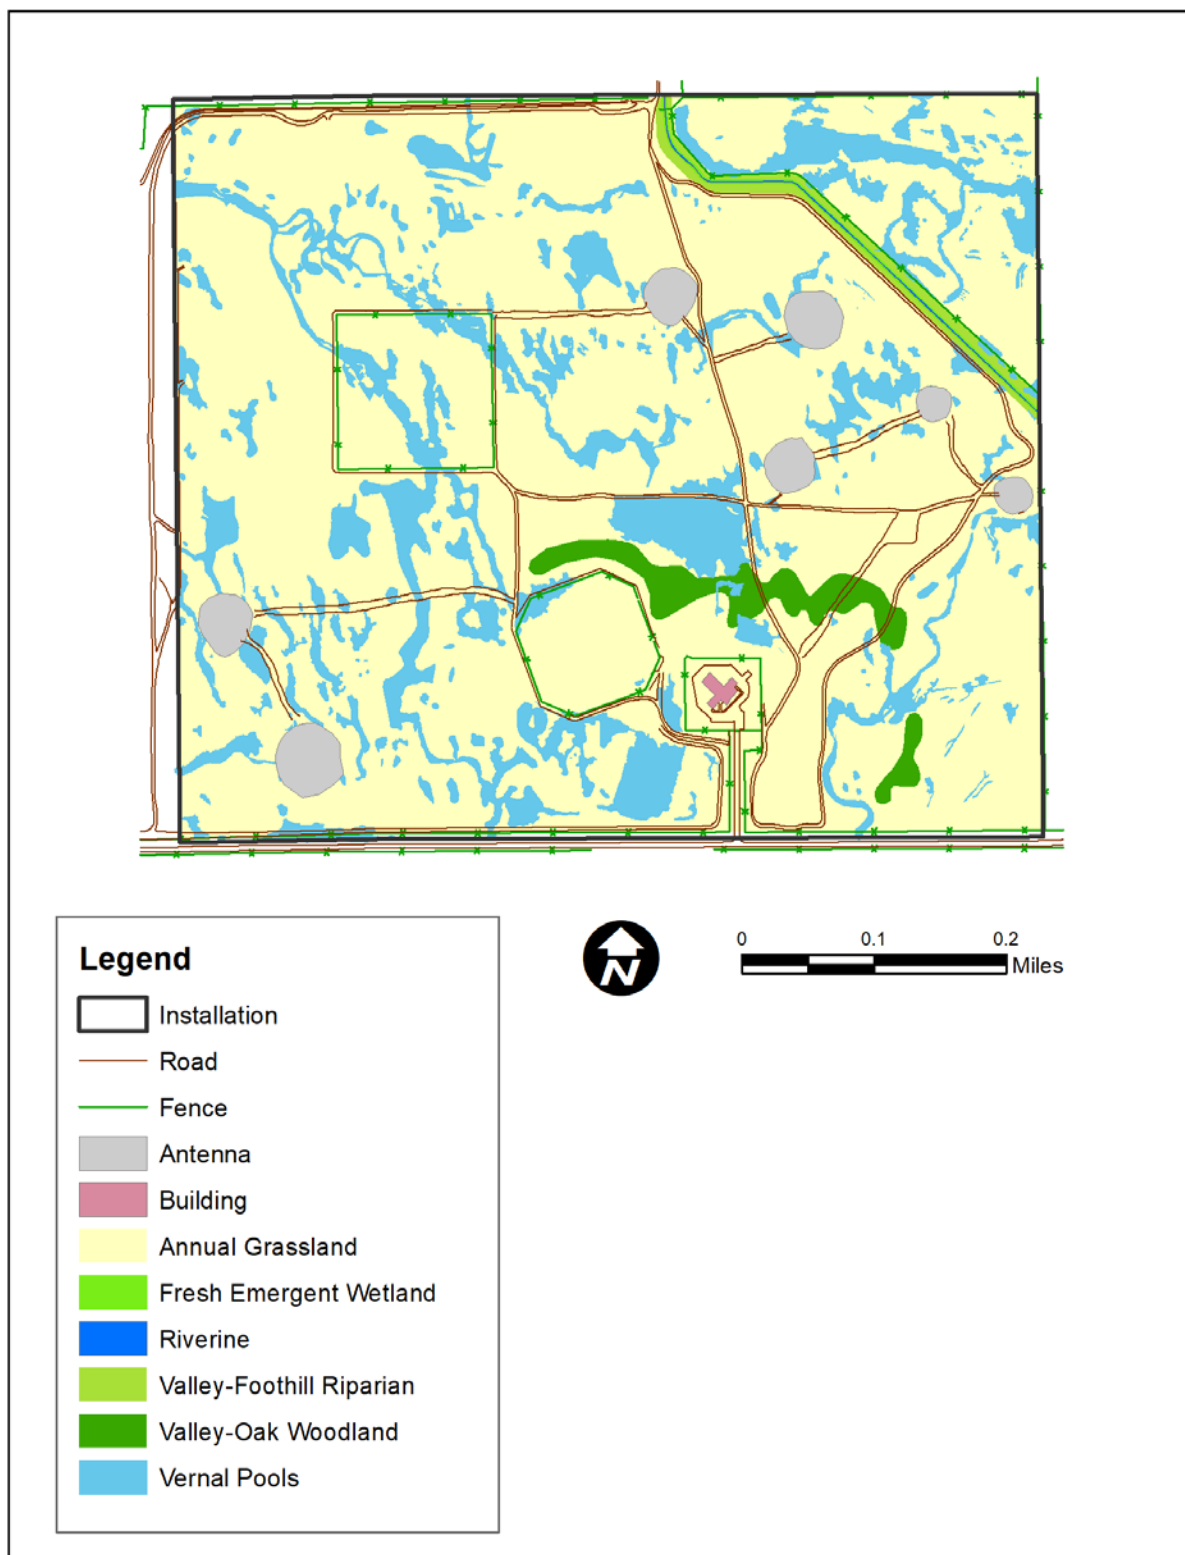 N
0 0.1 0.2
Miles
Legend
Installation
Road
Fence
Antenna
Building
Annual Grassland
Fresh Emergent Wetland
Riverine
Valley-Foothill Riparian
Valley-Oak Woodland
Vernal Pools